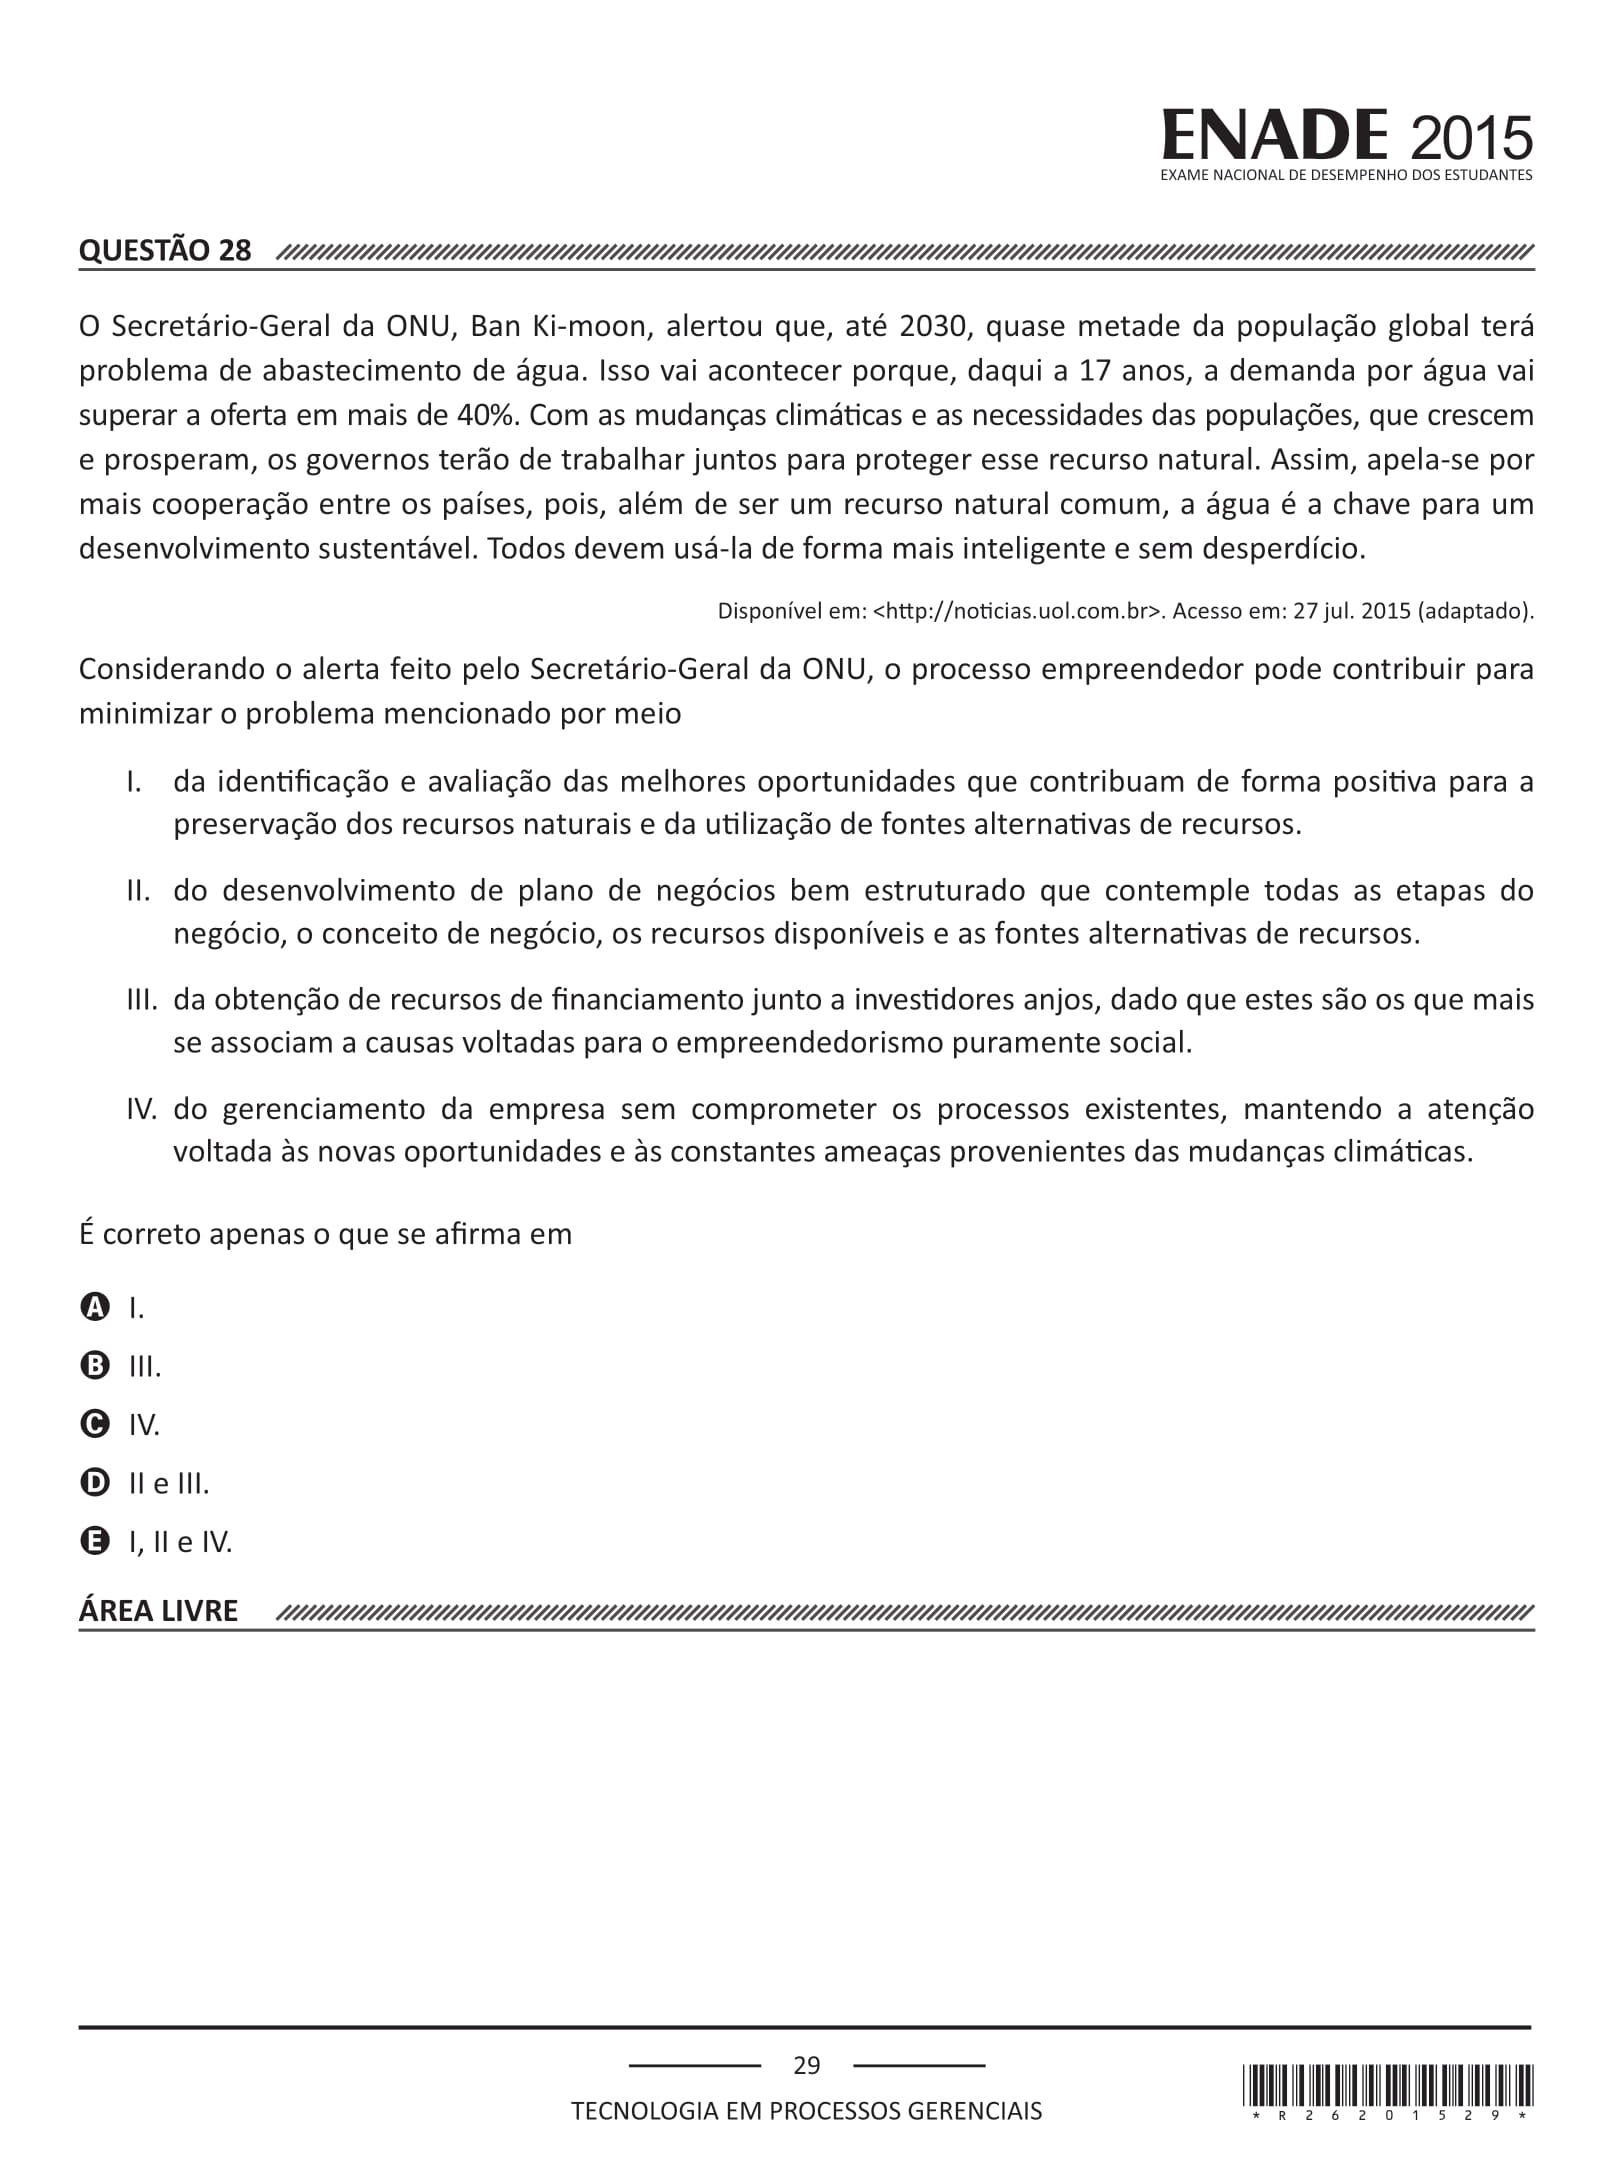 ENADE 2015
EXAME NACIONAL DE DESEMPENHO DOS ESTUDANTES
QUESTÃO 28
O Secretário-Geral da ONU, Ban Ki-moon, alertou que, até 2030, quase metade da população global terá
problema de abastecimento de água. Isso vai acontecer porque, daqui a 17 anos, a demanda por água vai
superar a oferta em mais de 40%. Com as mudanças climáticas e as necessidades das populações, que crescem
e prosperam, os governos terão de trabalhar juntos para proteger esse recurso natural. Assim, apela-se por
mais cooperação entre os países, pois, além de ser um recurso natural comum, a água é a chave para um
desenvolvimento sustentável. Todos devem usá-la de forma mais inteligente e sem desperdício.
Disponível em: <http://noticias.uol.com.br>. Acesso em: 27 jul. 2015 (adaptado).
Considerando o alerta feito pelo Secretário-Geral da ONU, o processo empreendedor pode contribuir para
minimizar o problema mencionado por meio
I. da identificação e avaliação das melhores oportunidades que contribuam de forma positiva para a
preservação dos recursos naturais e da utilização de fontes alternativas de recursos.
II. do desenvolvimento de plano de negócios bem estruturado que contemple todas as etapas do
negócio, o conceito de negócio, os recursos disponíveis e as fontes alternativas de recursos.
III. da obtenção de recursos de financiamento junto a investidores anjos, dado que estes são os que mais
se associam a causas voltadas para o empreendedorismo puramente social.
IV. do gerenciamento da empresa sem comprometer os processos existentes, mantendo a atenção
voltada às novas oportunidades e às constantes ameaças provenientes das mudanças climáticas.
É correto apenas o que se afirma em
A I.
B III.
C IV.
D II e III.
E I, II e IV.
ÁREA LIVRE
29
TECNOLOGIA EM PROCESSOS GERENCIAIS
* R 2 6 2 0 1 5 2 9 *